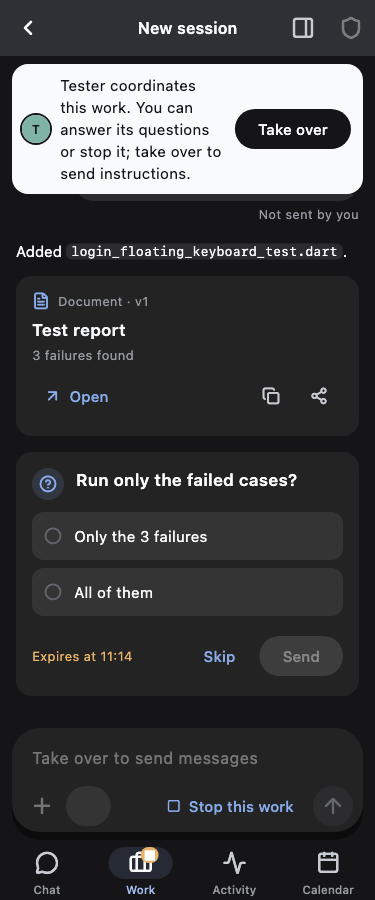 New session
T
Tester coordinates
this work. You can
answer its questions
or stop it; take over to
send instructions.
Take over
Not sent by you
Added login_floating_keyboard_test.dart.
Document · v1
Test report
3 failures found
Open
Run only the failed cases?
Only the 3 failures
All of them
Expires at 11:14
Skip
Send
Take over to send messages
Stop this work
Chat
Work
Activity
Calendar